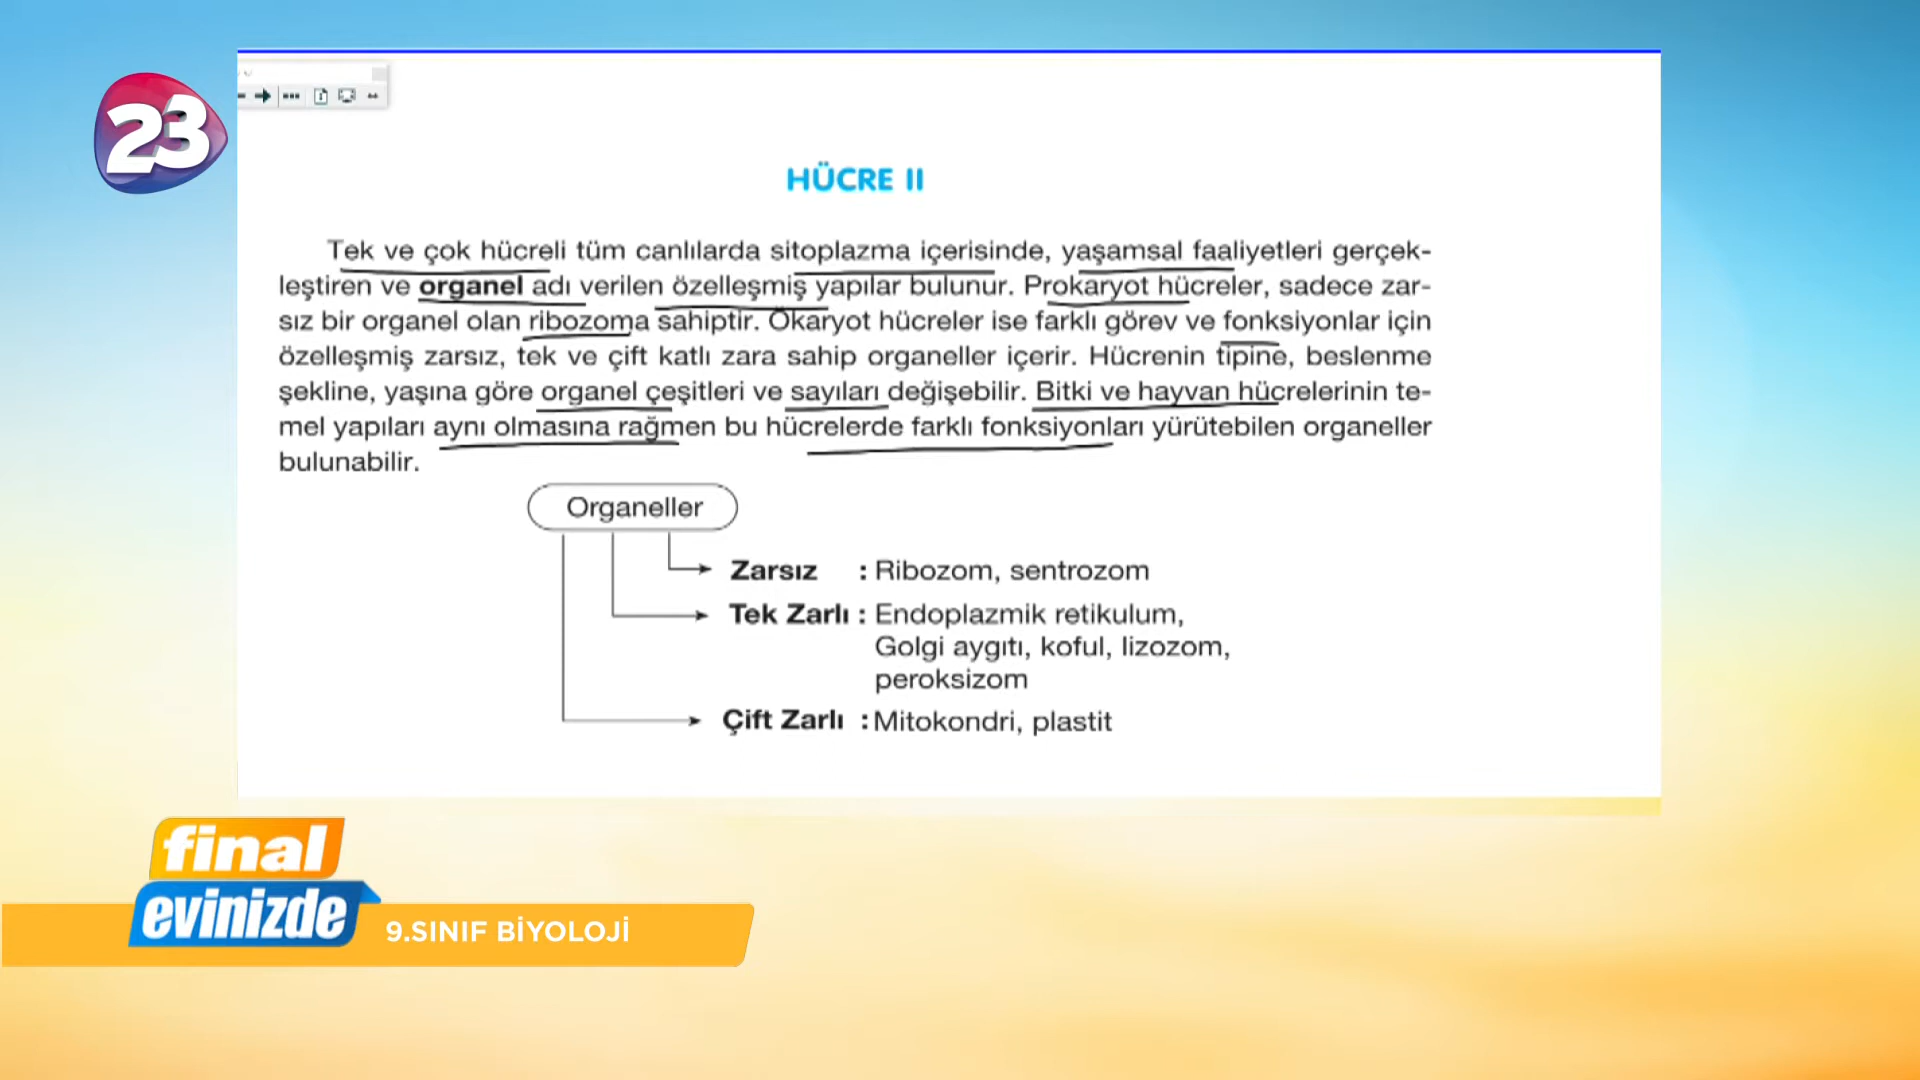 23
HÜCRE II
Tek ve çok hücreli tüm canlılarda sitoplazma içerisinde, yaşamsal faaliyetleri gerçek-
leştiren ve organel adı verilen özelleşmiş yapılar bulunur. Prokaryot hücreler, sadece zar-
sız bir organel olan ribozoma sahiptir. Ökaryot hücreler ise farklı görev ve fonksiyonlar için
özelleşmiş zarsız, tek ve çift katlı zara sahip organeller içerir. Hücrenin tipine, beslenme
şekline, yaşına göre organel çeşitleri ve sayıları değişebilir. Bitki ve hayvan hücrelerinin te-
mel yapıları aynı olmasına rağmen bu hücrelerde farklı fonksiyonları yürütebilen organeller
bulunabilir.
Organeller
Zarsız : Ribozom, sentrozom
Tek Zarlı : Endoplazmik retikulum,
Golgi aygıtı, koful, lizozom,
peroksizom
Çift Zarlı : Mitokondri, plastit
final
evinizde
9.SINIF BİYOLOJİ